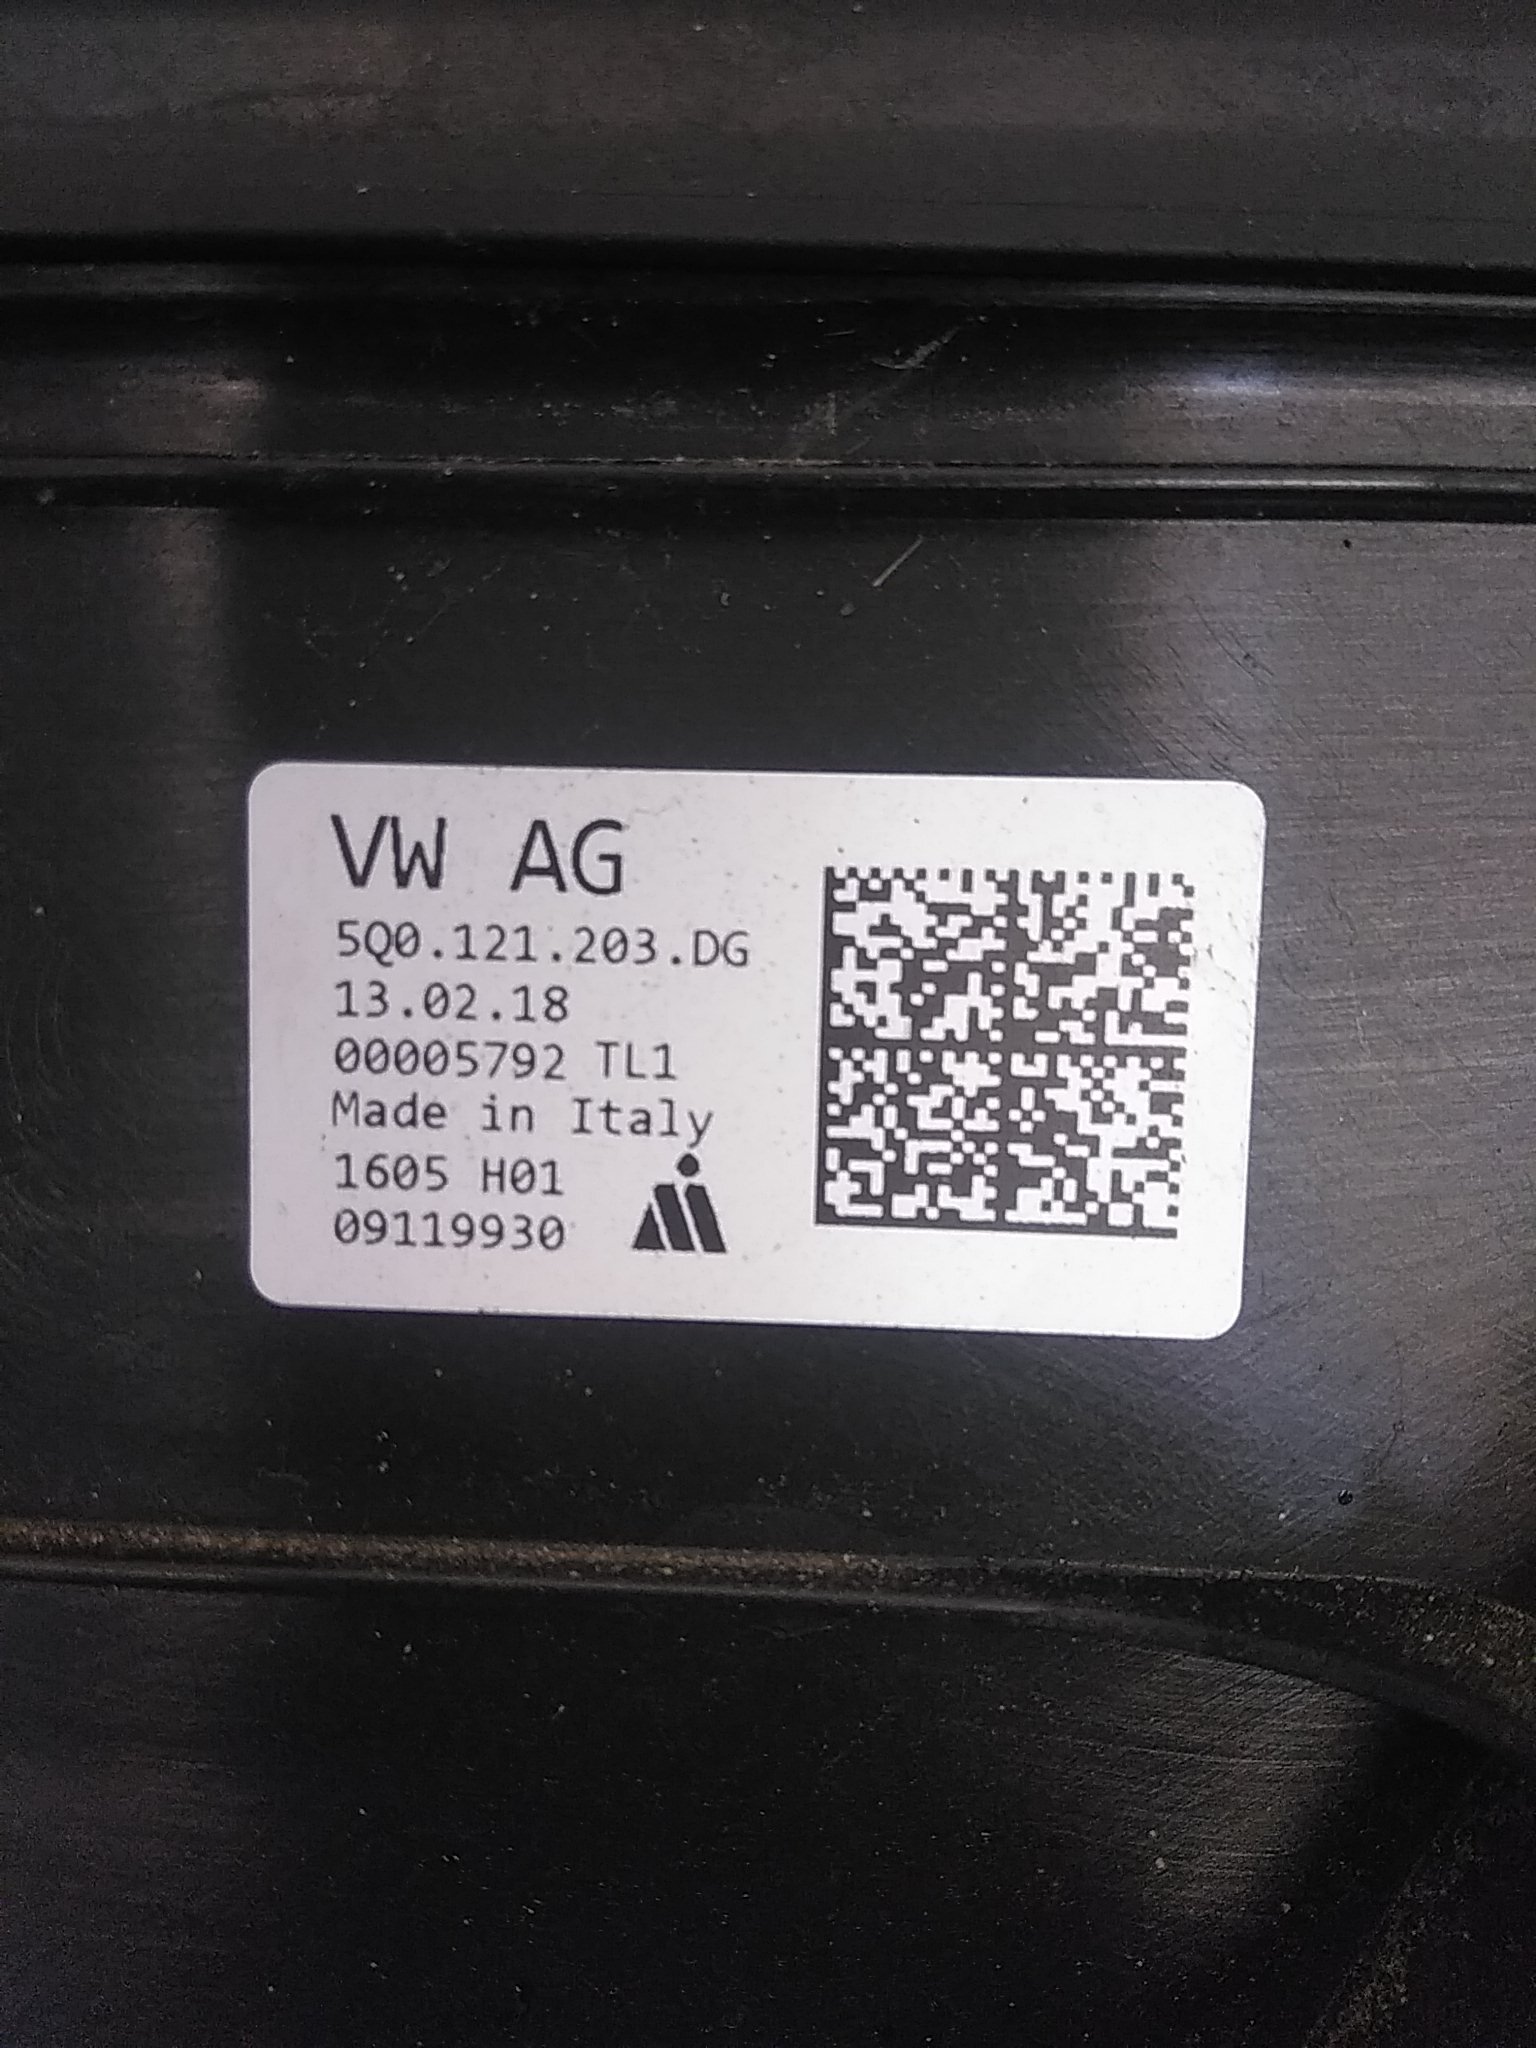 VW AG
5Q0.121.203.DG
13.02.18
00005792 TL1
Made in Italy
1605 H01
09119930